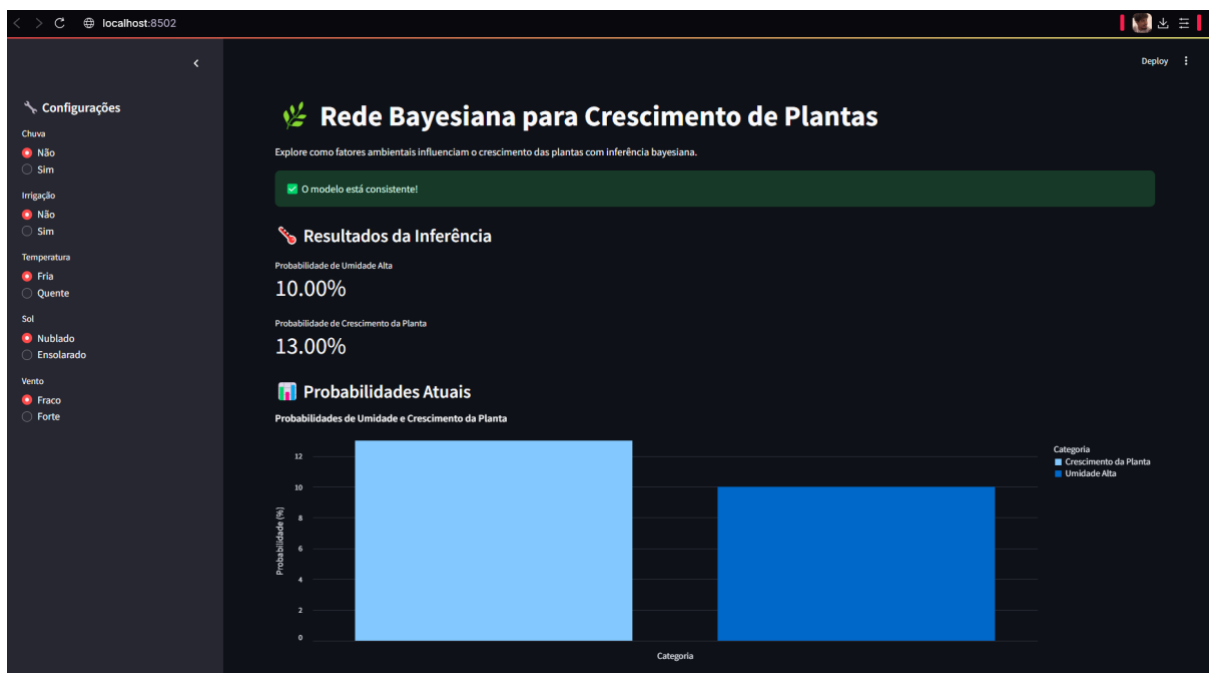 localhost:8502
Deploy
Configurações
Chuva
Não
Sim
Irrigação
Não
Sim
Temperatura
Fria
Quente
Sol
Nublado
Ensolarado
Vento
Fraco
Forte
Rede Bayesiana para Crescimento de Plantas
Explore como fatores ambientais influenciam o crescimento das plantas com inferência bayesiana.
O modelo está consistente!
Resultados da Inferência
Probabilidade de Umidade Alta
10.00%
Probabilidade de Crescimento da Planta
13.00%
Probabilidades Atuais
Probabilidades de Umidade e Crescimento da Planta
12
10
8
6
4
2
0
Probabilidade (%)
Categoria
Categoria
Crescimento da Planta
Umidade Alta